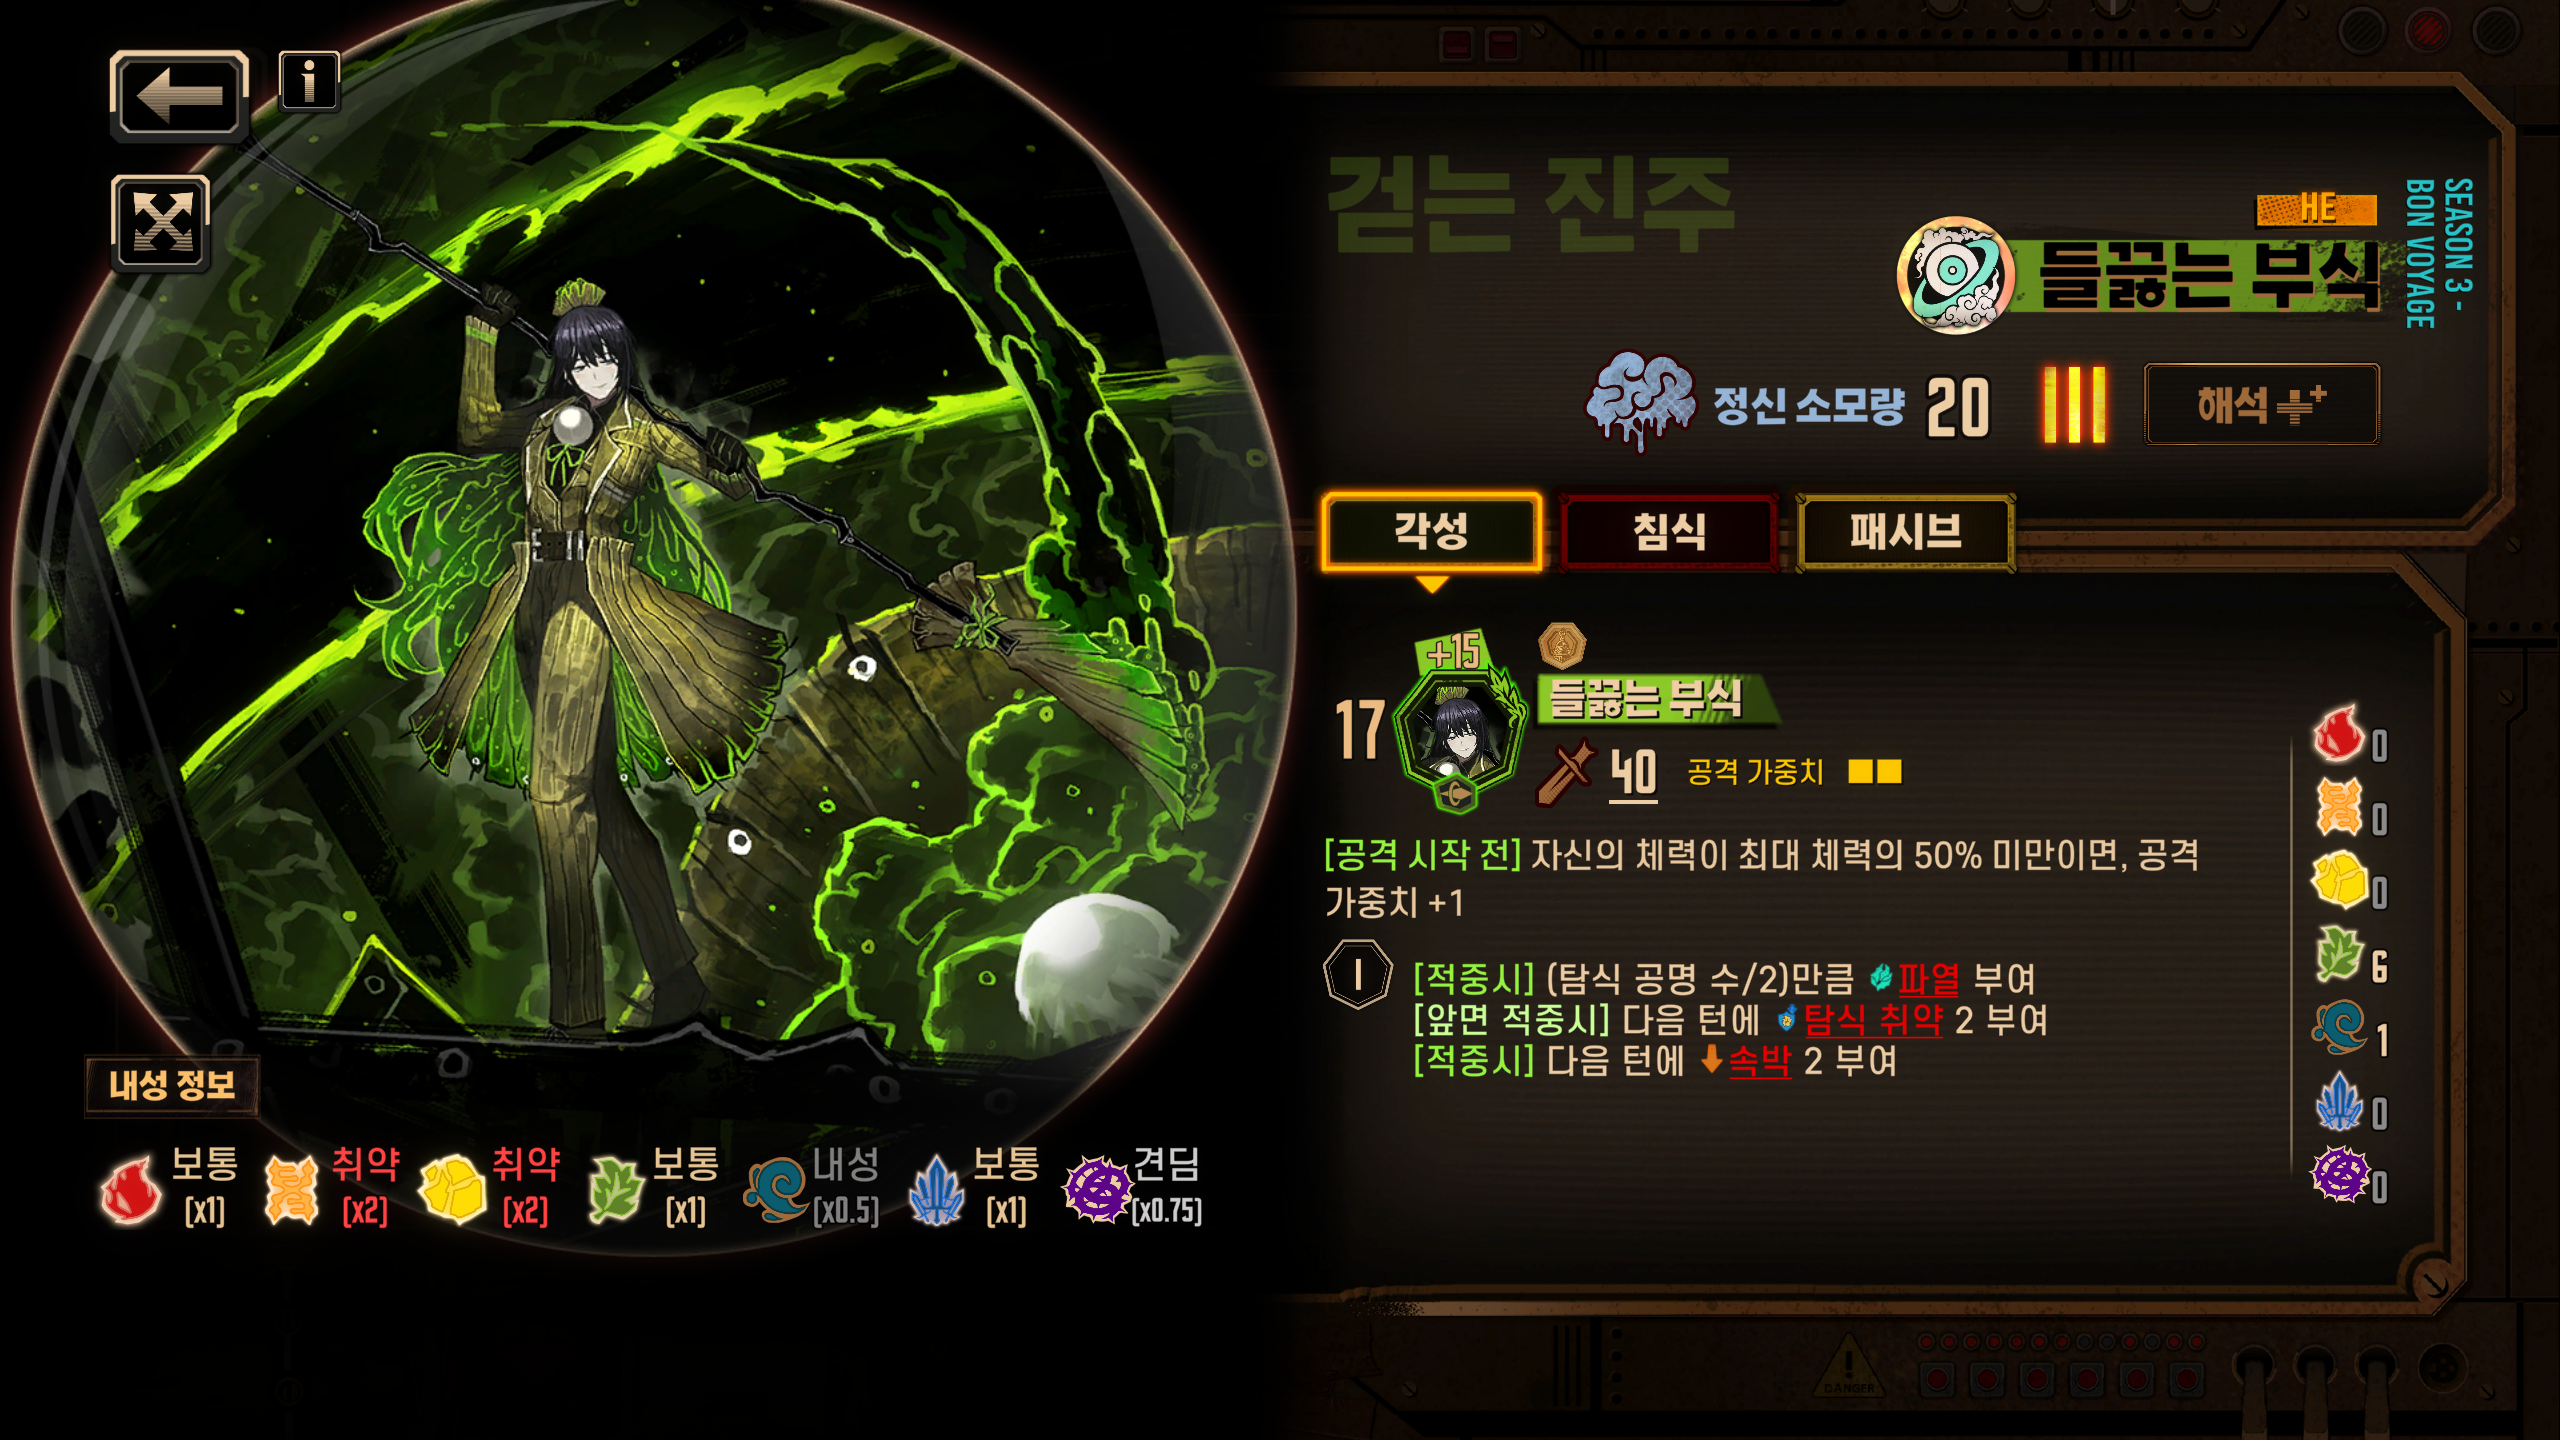 걷는 진주
HE
들끓는 부식
SEASON 3 -
BON VOYAGE
정신 소모량 20
III
해석
각성
침식
패시브
17
+15
들끓는 부식
40
공격 가중치
[공격 시작 전] 자신의 체력이 최대 체력의 50% 미만이면, 공격
가중치 +1
I
[적중시] (탐식 공명 수/2)만큼 파열 부여
[앞면 적중시] 다음 턴에 탐식 취약 2 부여
[적중시] 다음 턴에 속박 2 부여
0
0
0
6
1
0
0
내성 정보
보통
(x1)
취약
(x2)
취약
(x2)
보통
(x1)
내성
(x0.5)
보통
(x1)
견딤
(x0.75)
DANGER